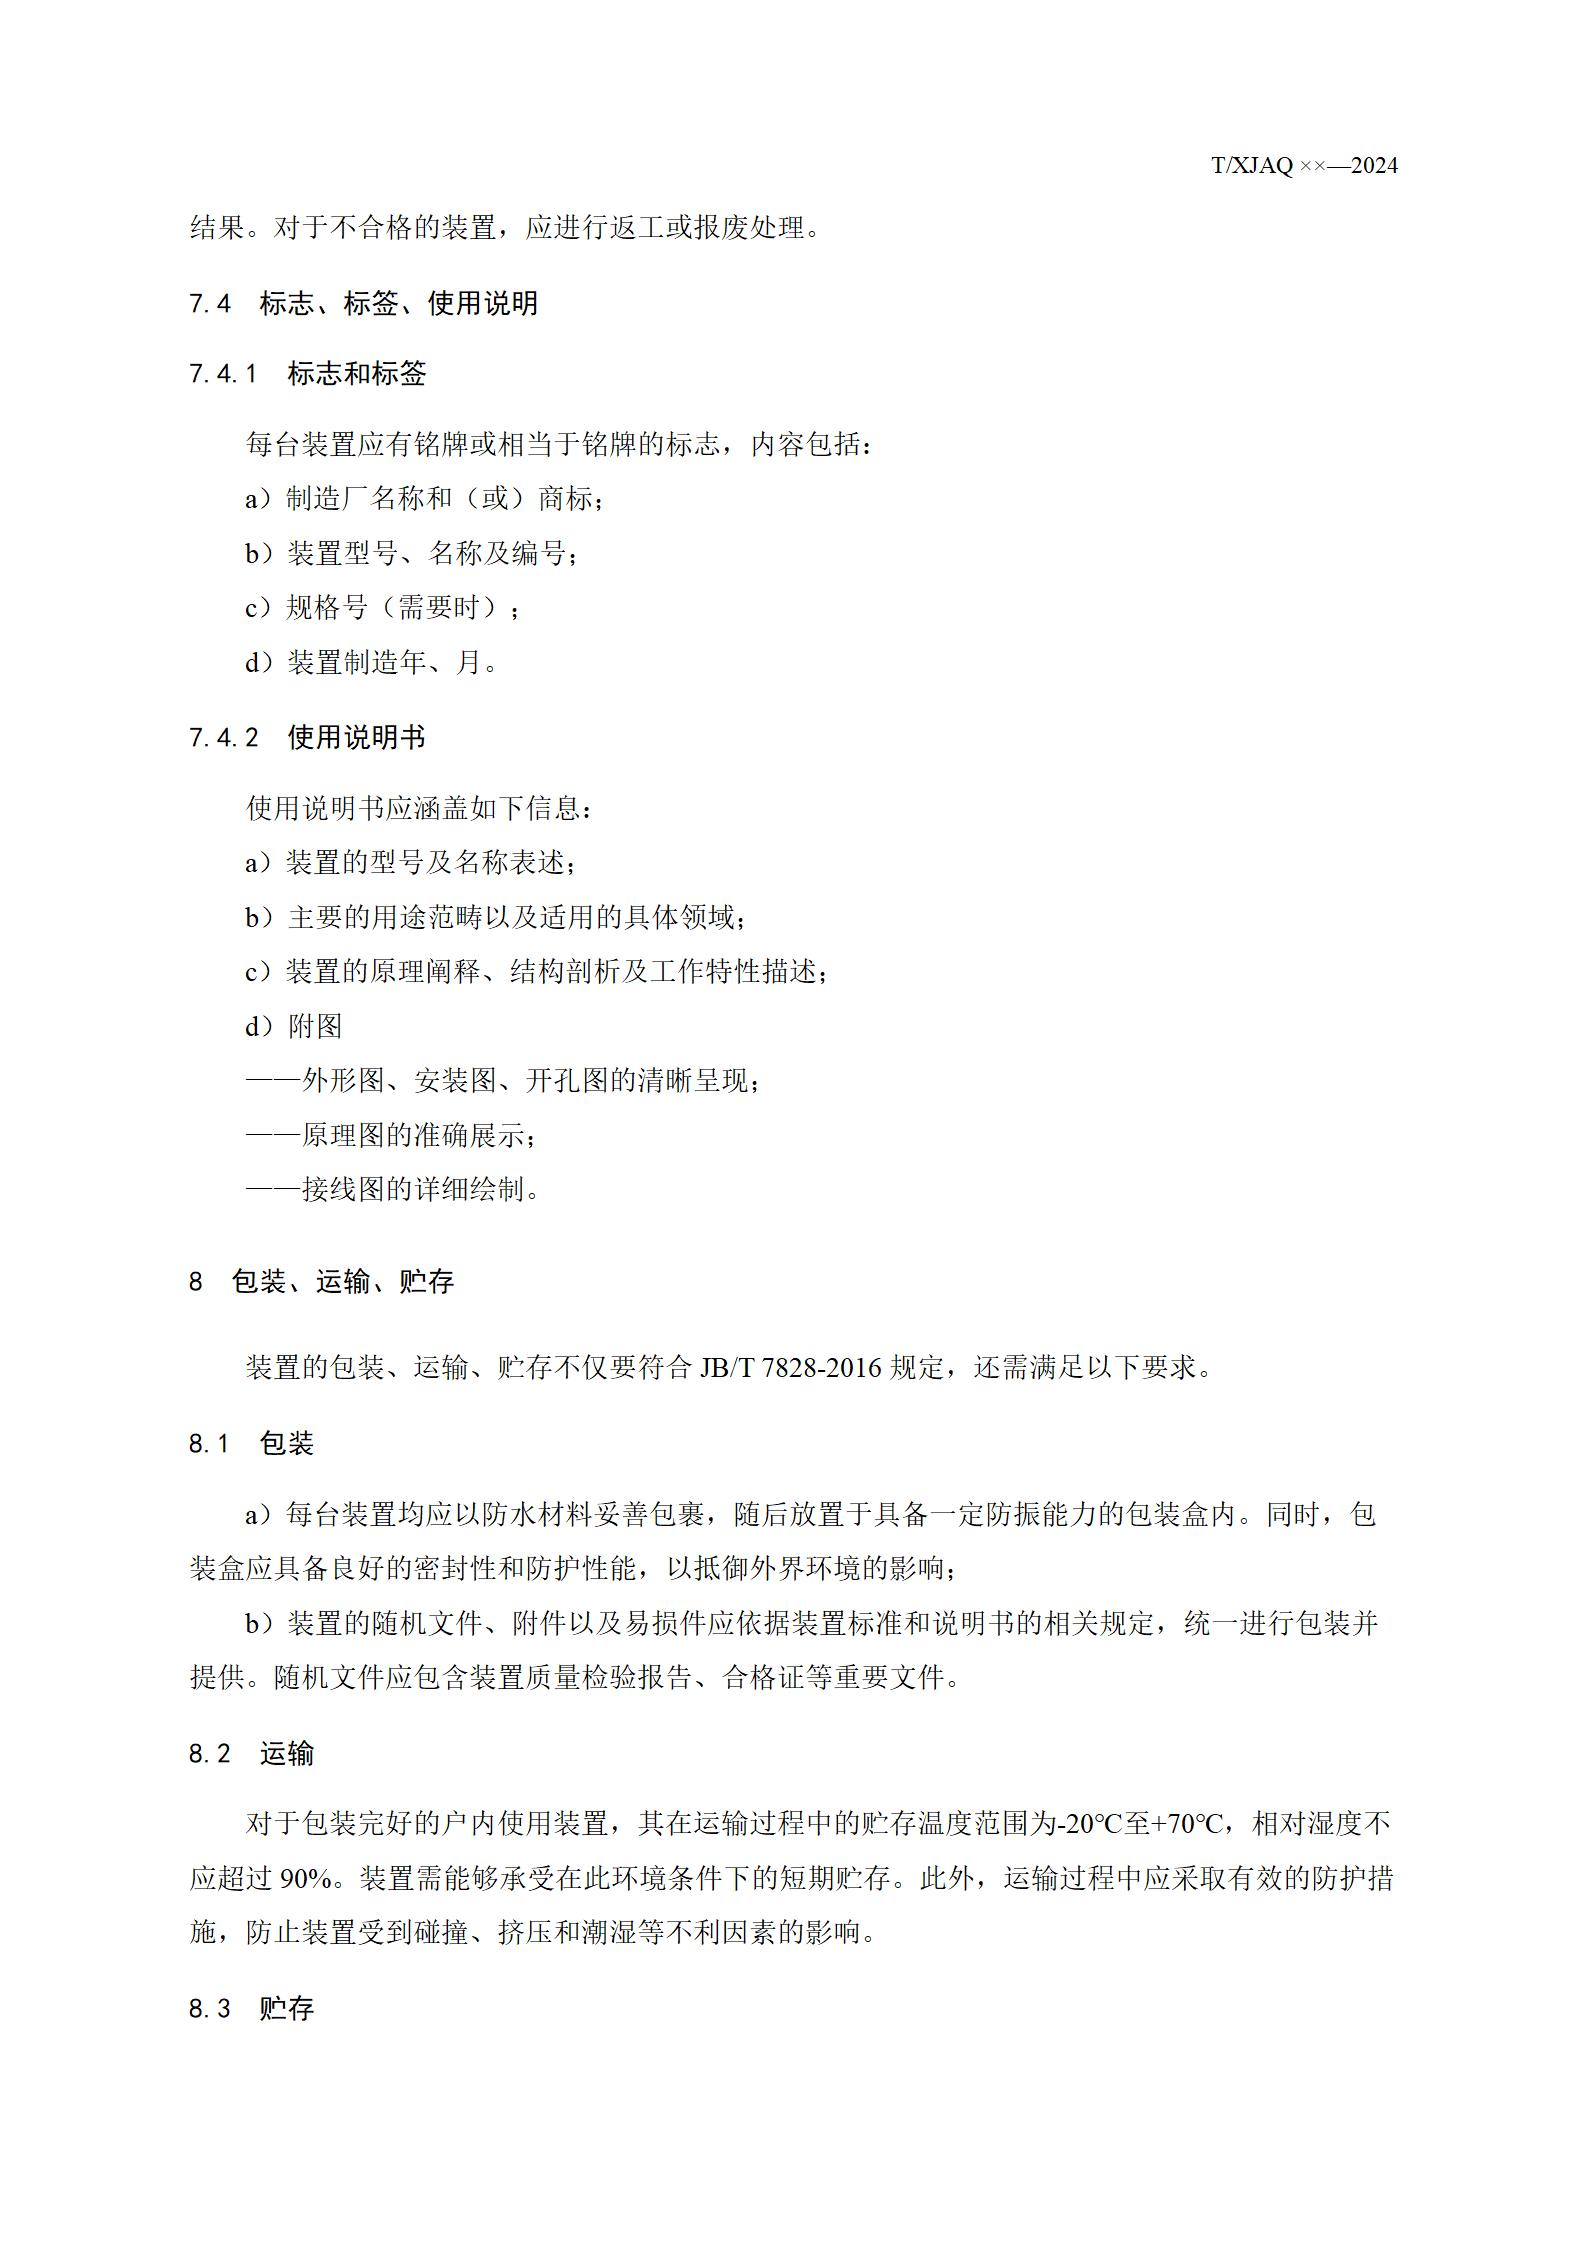 T/XJAQ ××—2024
结果。对于不合格的装置，应进行返工或报废处理。
7.4 标志、标签、使用说明
7.4.1 标志和标签
每台装置应有铭牌或相当于铭牌的标志，内容包括：
a）制造厂名称和（或）商标；
b）装置型号、名称及编号；
c）规格号（需要时）；
d）装置制造年、月。
7.4.2 使用说明书
使用说明书应涵盖如下信息：
a）装置的型号及名称表述；
b）主要的用途范畴以及适用的具体领域；
c）装置的原理阐释、结构剖析及工作特性描述；
d）附图
——外形图、安装图、开孔图的清晰呈现；
——原理图的准确展示；
——接线图的详细绘制。
8 包装、运输、贮存
装置的包装、运输、贮存不仅要符合 JB/T 7828-2016 规定，还需满足以下要求。
8.1 包装
a）每台装置均应以防水材料妥善包裹，随后放置于具备一定防振能力的包装盒内。同时，包
装盒应具备良好的密封性和防护性能，以抵御外界环境的影响；
b）装置的随机文件、附件以及易损件应依据装置标准和说明书的相关规定，统一进行包装并
提供。随机文件应包含装置质量检验报告、合格证等重要文件。
8.2 运输
对于包装完好的户内使用装置，其在运输过程中的贮存温度范围为-20℃至+70℃，相对湿度不
应超过 90%。装置需能够承受在此环境条件下的短期贮存。此外，运输过程中应采取有效的防护措
施，防止装置受到碰撞、挤压和潮湿等不利因素的影响。
8.3 贮存